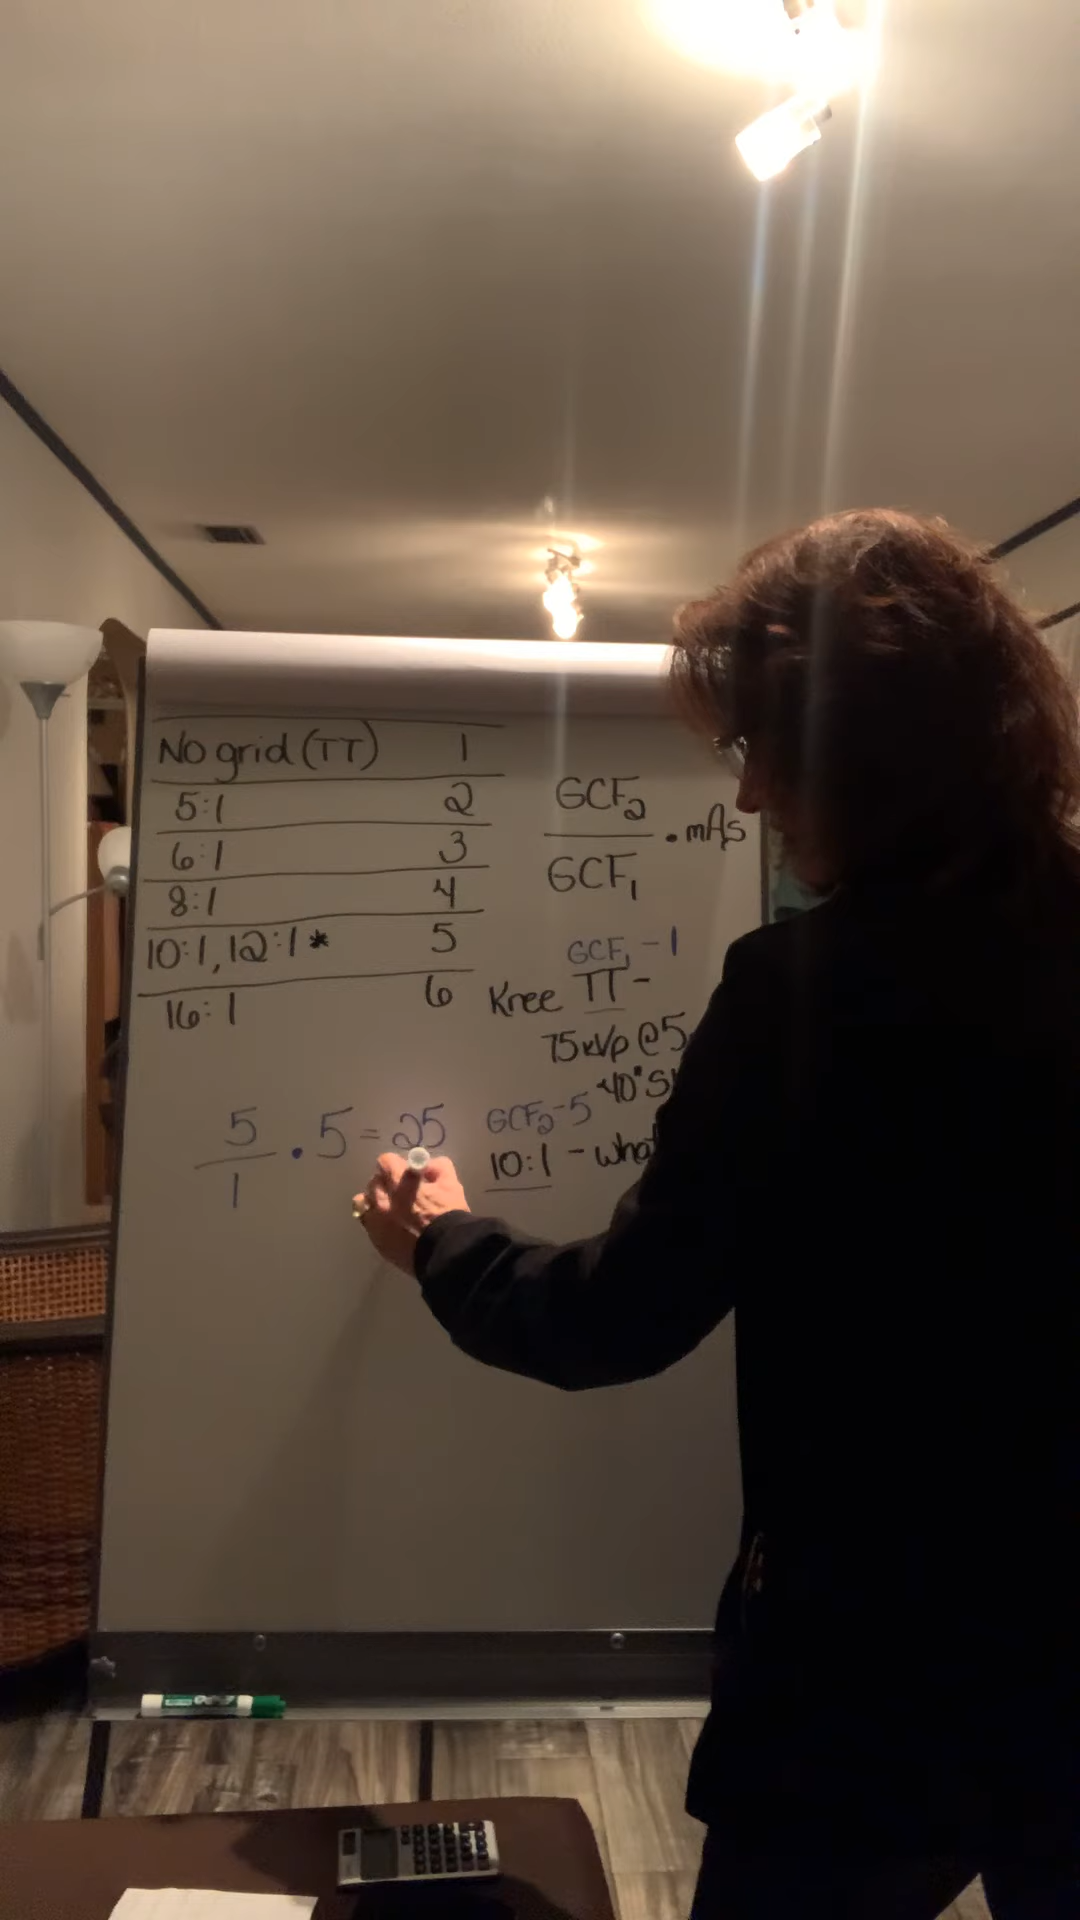 No grid (TT) 1
5:1 2
6:1 3
8:1 4
10:1, 12:1 * 5
16:1 6
GCF2
GCF1
. mAs
GCF1 - 1
Knee TT -
75 kVp @ 5
40"
GCF2 - 5
10:1 - what
5
1
. 5 = 25